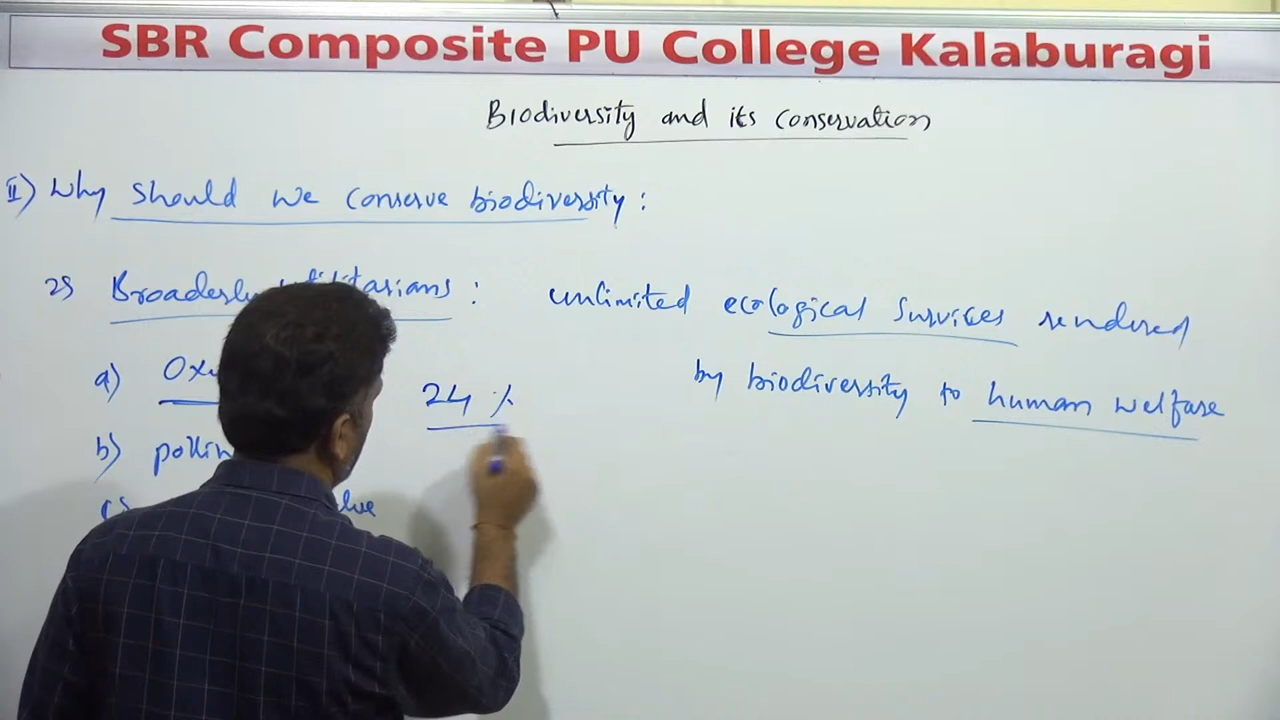 SBR Composite PU College Kalaburagi
Biodiversity and its conservation
II) Why should we conserve biodiversity :
2) : unlimited ecological survices rendered
by biodiversity to human welfare
a) 24 %
b)
c)